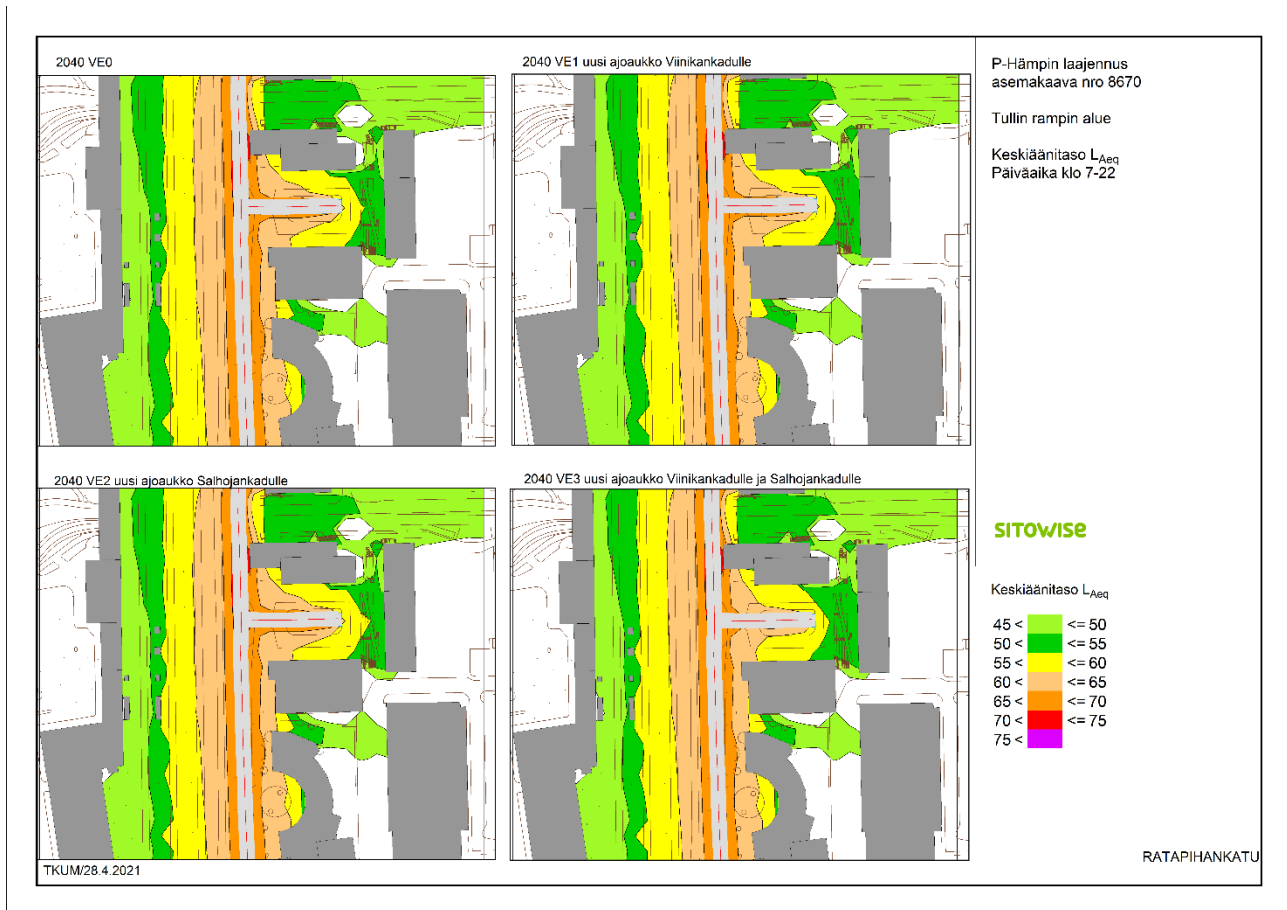 2040 VE0
2040 VE1 uusi ajoaukko Viinikankadulle
2040 VE2 uusi ajoaukko Salhojankadulle
2040 VE3 uusi ajoaukko Viinikankadulle ja Salhojankadulle
TKUM/28.4.2021
P-Hämpin laajennus
asemakaava nro 8670
Tullin rampin alue
Keskiäänitaso LAeq
Päiväaika klo 7-22
sitowise
Keskiäänitaso LAeq
45 < <= 50
50 < <= 55
55 < <= 60
60 < <= 65
65 < <= 70
70 < <= 75
75 <
RATAPIHANKATU